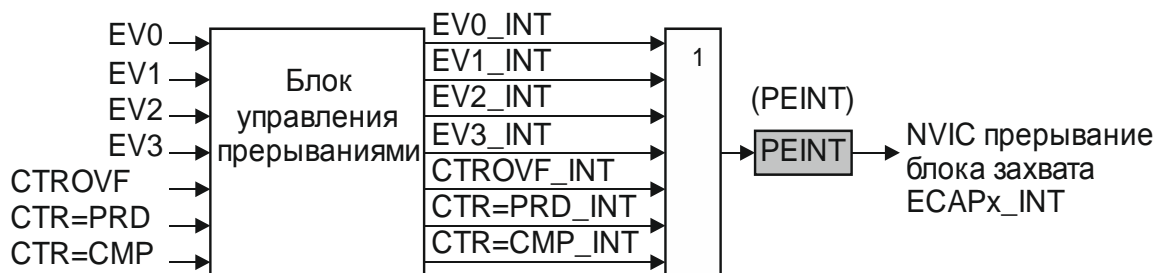 EV0
EV1
EV2
EV3
CTROVF
CTR=PRD
CTR=CMP
Блок
управления
прерываниями
EV0_INT
EV1_INT
EV2_INT
EV3_INT
CTROVF_INT
CTR=PRD_INT
CTR=CMP_INT
1
(PEINT)
PEINT
NVIC прерывание
блока захвата
ECAPx_INT